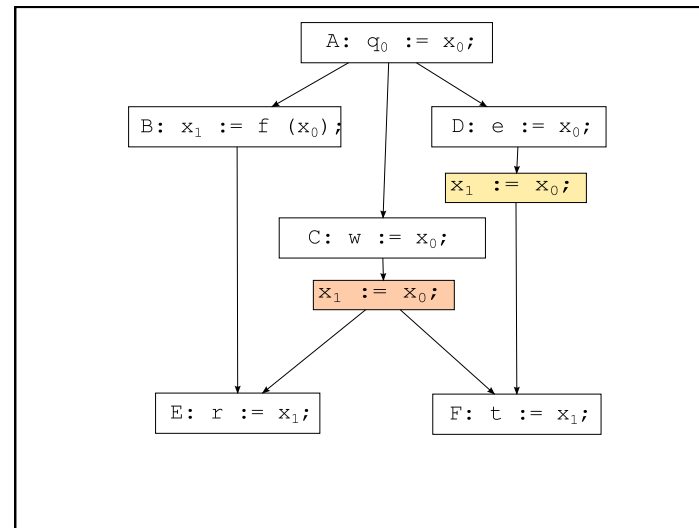 A: q₀ := x₀;
B: x₁ := f (x₀);
D: e := x₀;
x₁ := x₀;
C: w := x₀;
x₁ := x₀;
E: r := x₁;
F: t := x₁;